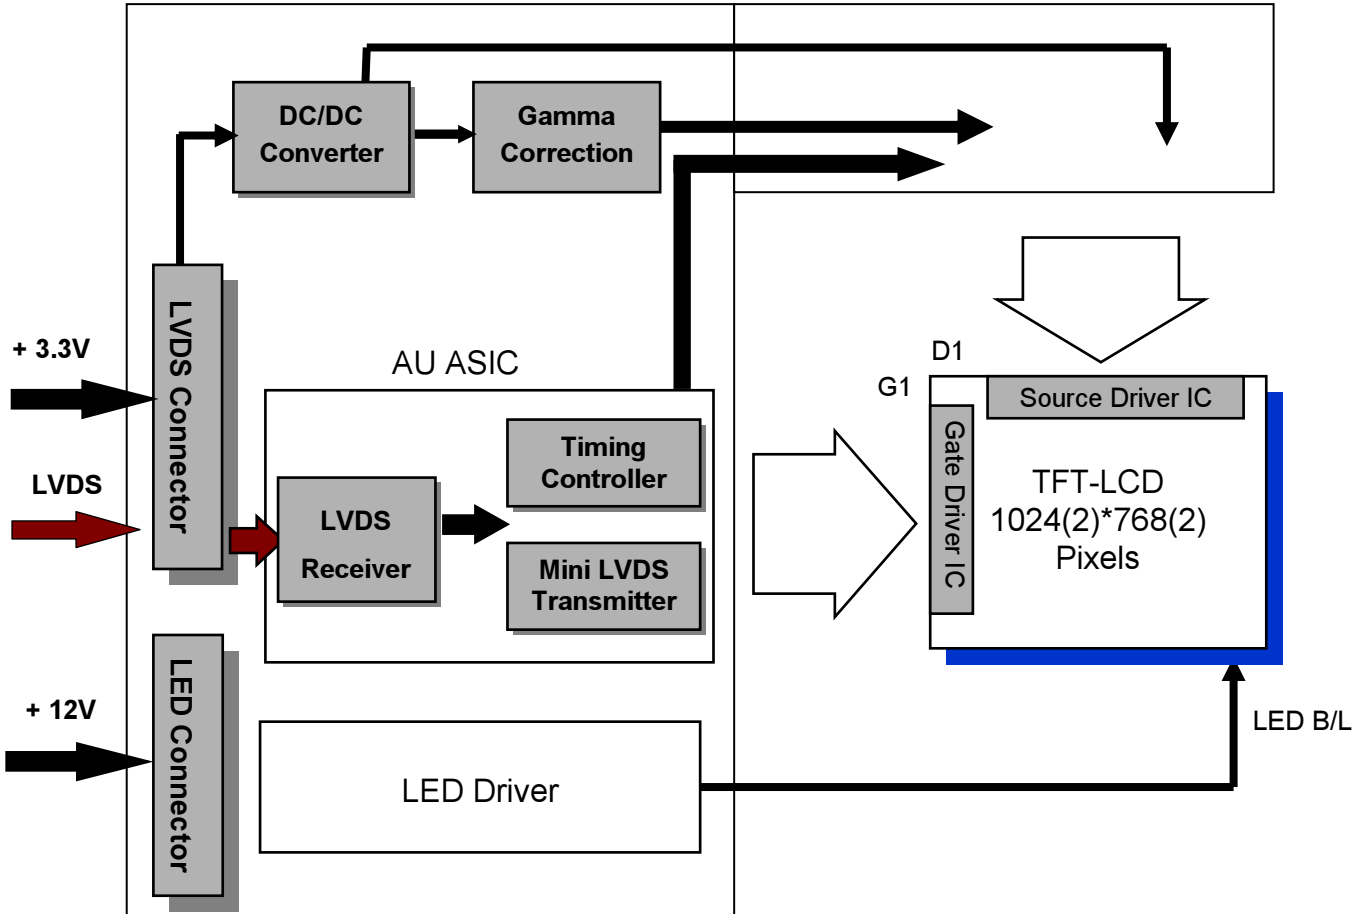 DC/DC
Converter
Gamma
Correction
LVDS Connector
+ 3.3V
LVDS
AU ASIC
Timing
Controller
LVDS
Receiver
Mini LVDS
Transmitter
D1
G1
Source Driver IC
Gate Driver IC
TFT-LCD
1024(2)*768(2)
Pixels
LED Connector
+ 12V
LED Driver
LED B/L